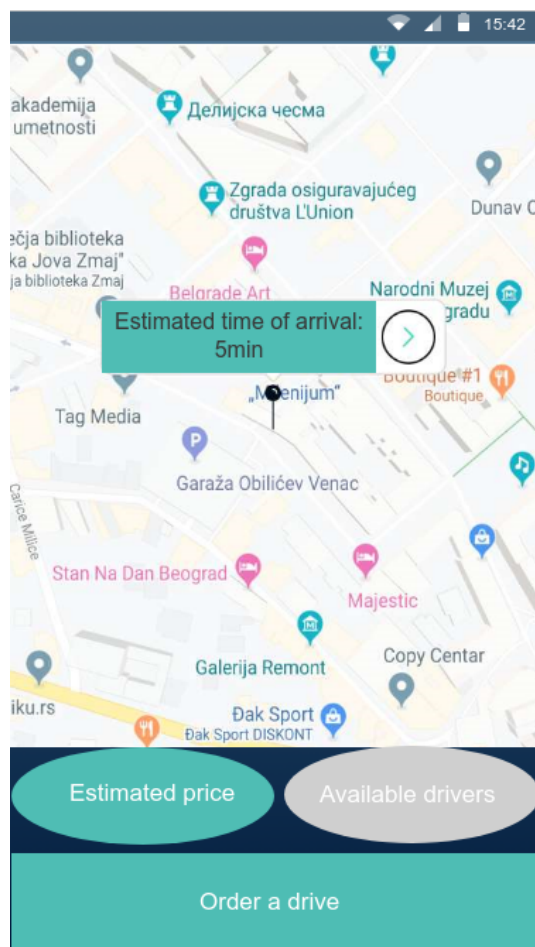 15:42
akademija
umetnosti
Делијска чесма
Zgrada osiguravajućeg
društva L'Union
Dunav
ečja biblioteka
ka Jova Zmaj"
ja biblioteka Zmaj
Belgrade Art
Narodni Muzej
gradu
Estimated time of arrival:
5min
Boutique #1
Boutique
Tag Media
Garaža Obilićev Venac
Carice Milice
Stan Na Dan Beograd
Majestic
Galerija Remont
Copy Centar
iku.rs
Đak Sport
Đak Sport DISKONT
Estimated price
Available drivers
Order a drive